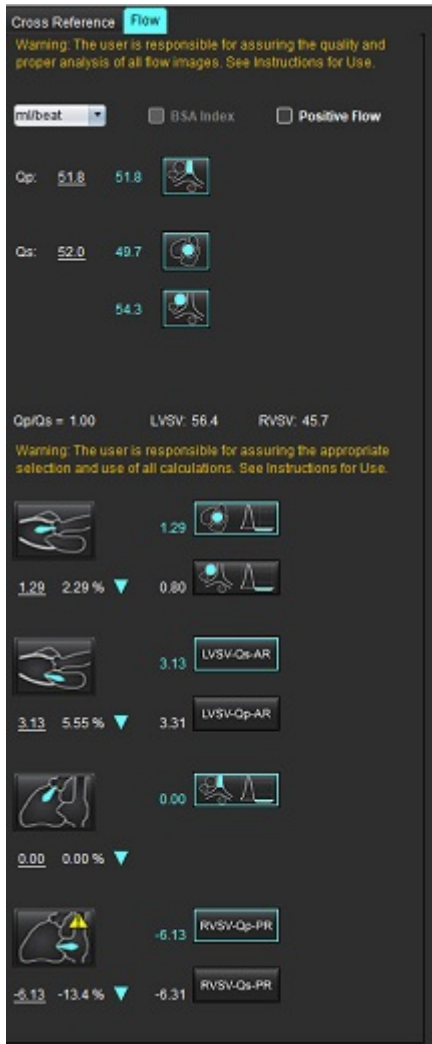 Cross Reference Flow
Warning: The user is responsible for assuring the quality and
proper analysis of all flow images. See Instructions for Use.
ml/beat BSA Index Positive Flow
Qp: 51.8 51.8
Qs: 52.0 49.7
54.3
Qp/Qs = 1.00 LVSV: 56.4 RVSV: 45.7
Warning: The user is responsible for assuring the appropriate
selection and use of all calculations. See Instructions for Use.
1.29
1.29 2.29 % 0.80
3.13 LVSV-Qs-AR
3.13 5.55 % 3.31 LVSV-Qp-AR
0.00
0.00 0.00 %
-6.13 RVSV-Qp-PR
-6.13 -13.4 % -6.31 RVSV-Qs-PR